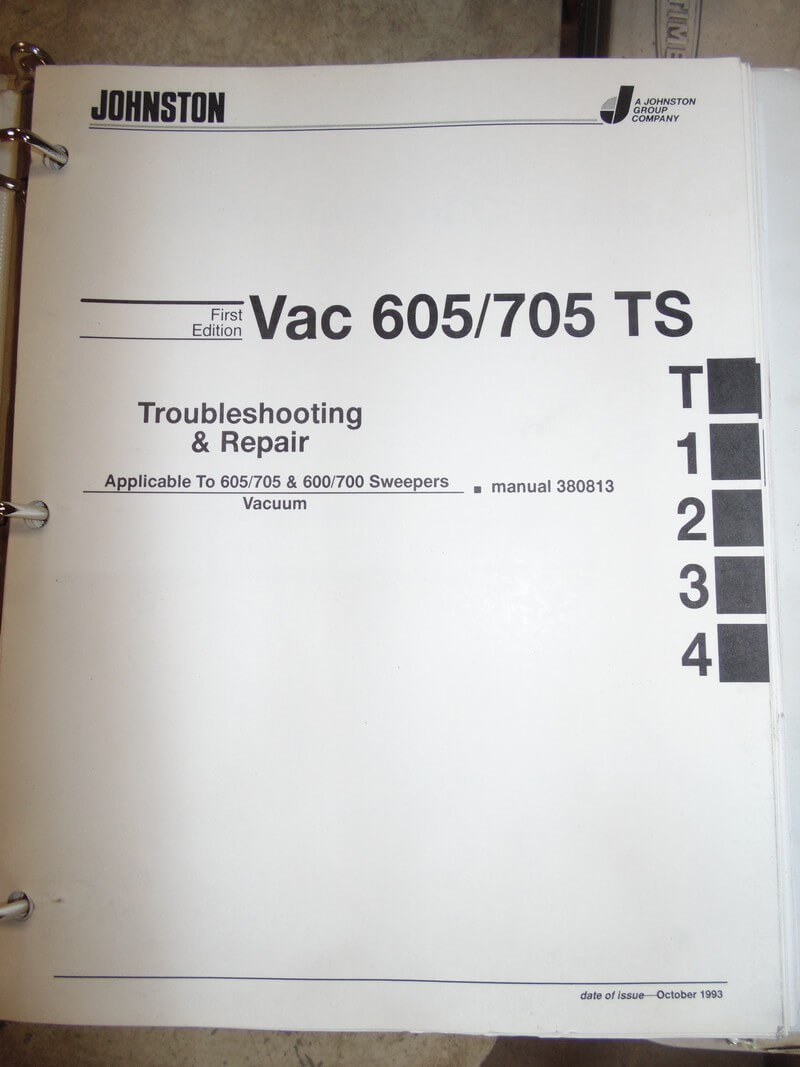 JOHNSTON
A JOHNSTON
GROUP
COMPANY
First
Edition
Vac 605/705 TS
T
1
2
3
4
Troubleshooting
& Repair
Applicable To 605/705 & 600/700 Sweepers
Vacuum
■ manual 380813
date of issue—October 1993